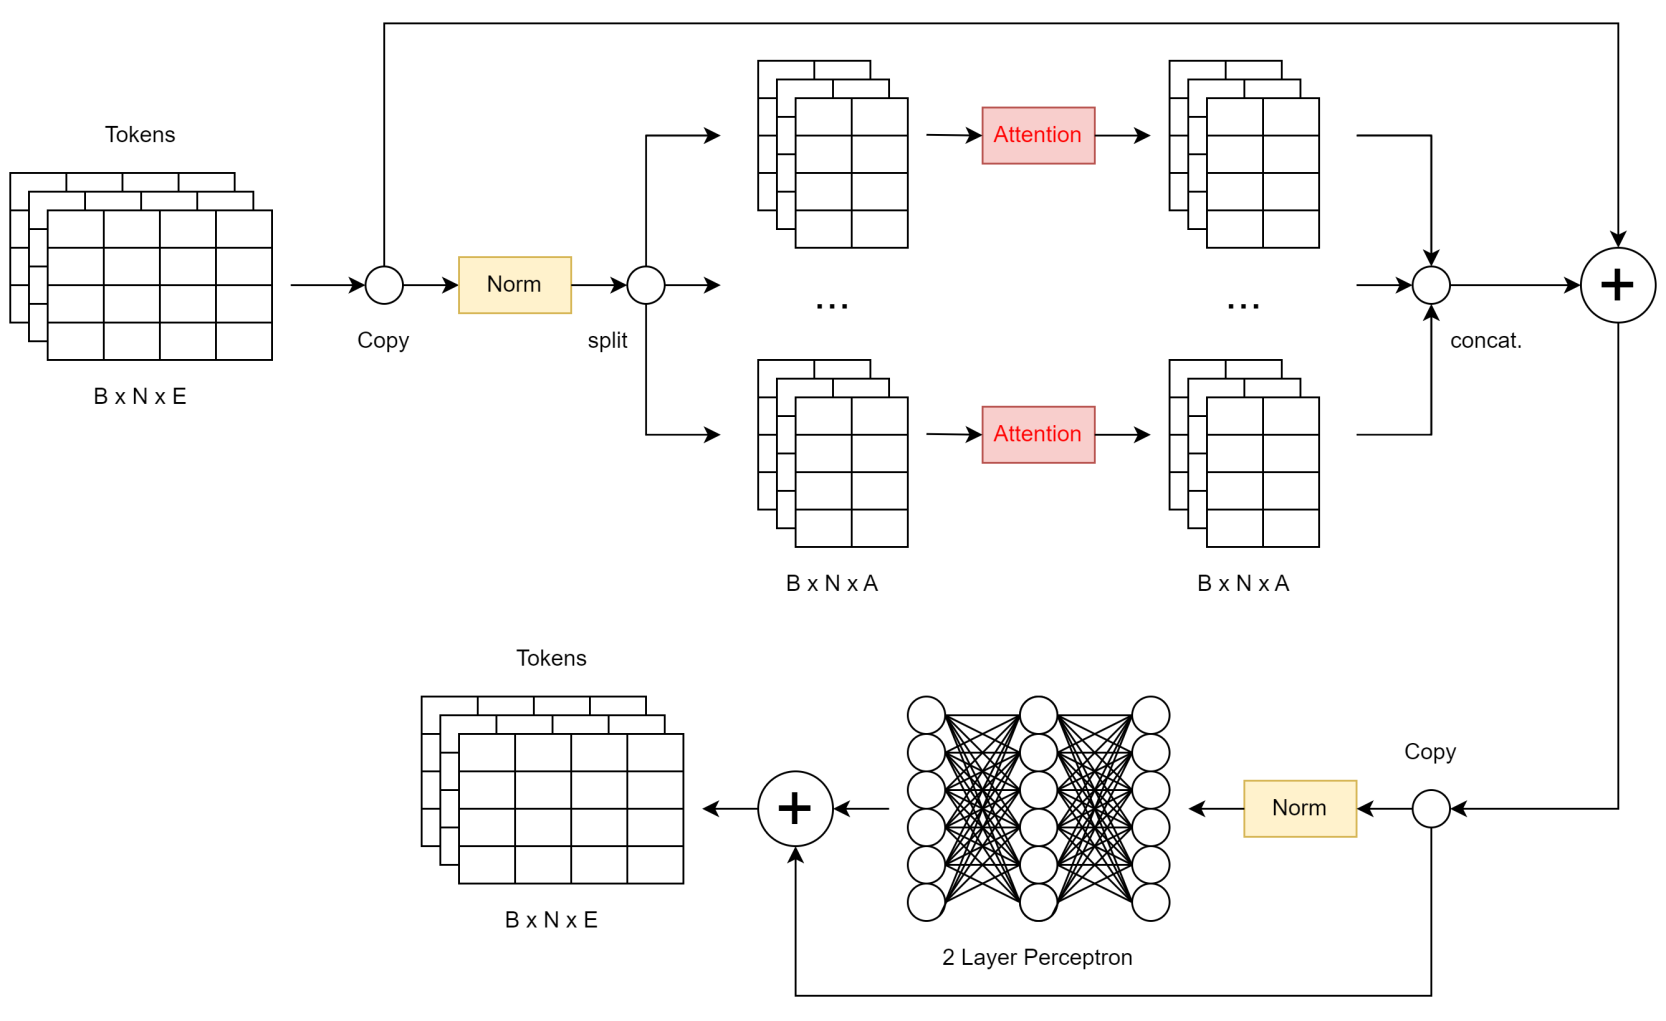 Tokens
B x N x E
Copy
Norm
split
...
Attention
...
Attention
B x N x A
B x N x A
concat.
+
Copy
Norm
2 Layer Perceptron
+
Tokens
B x N x E